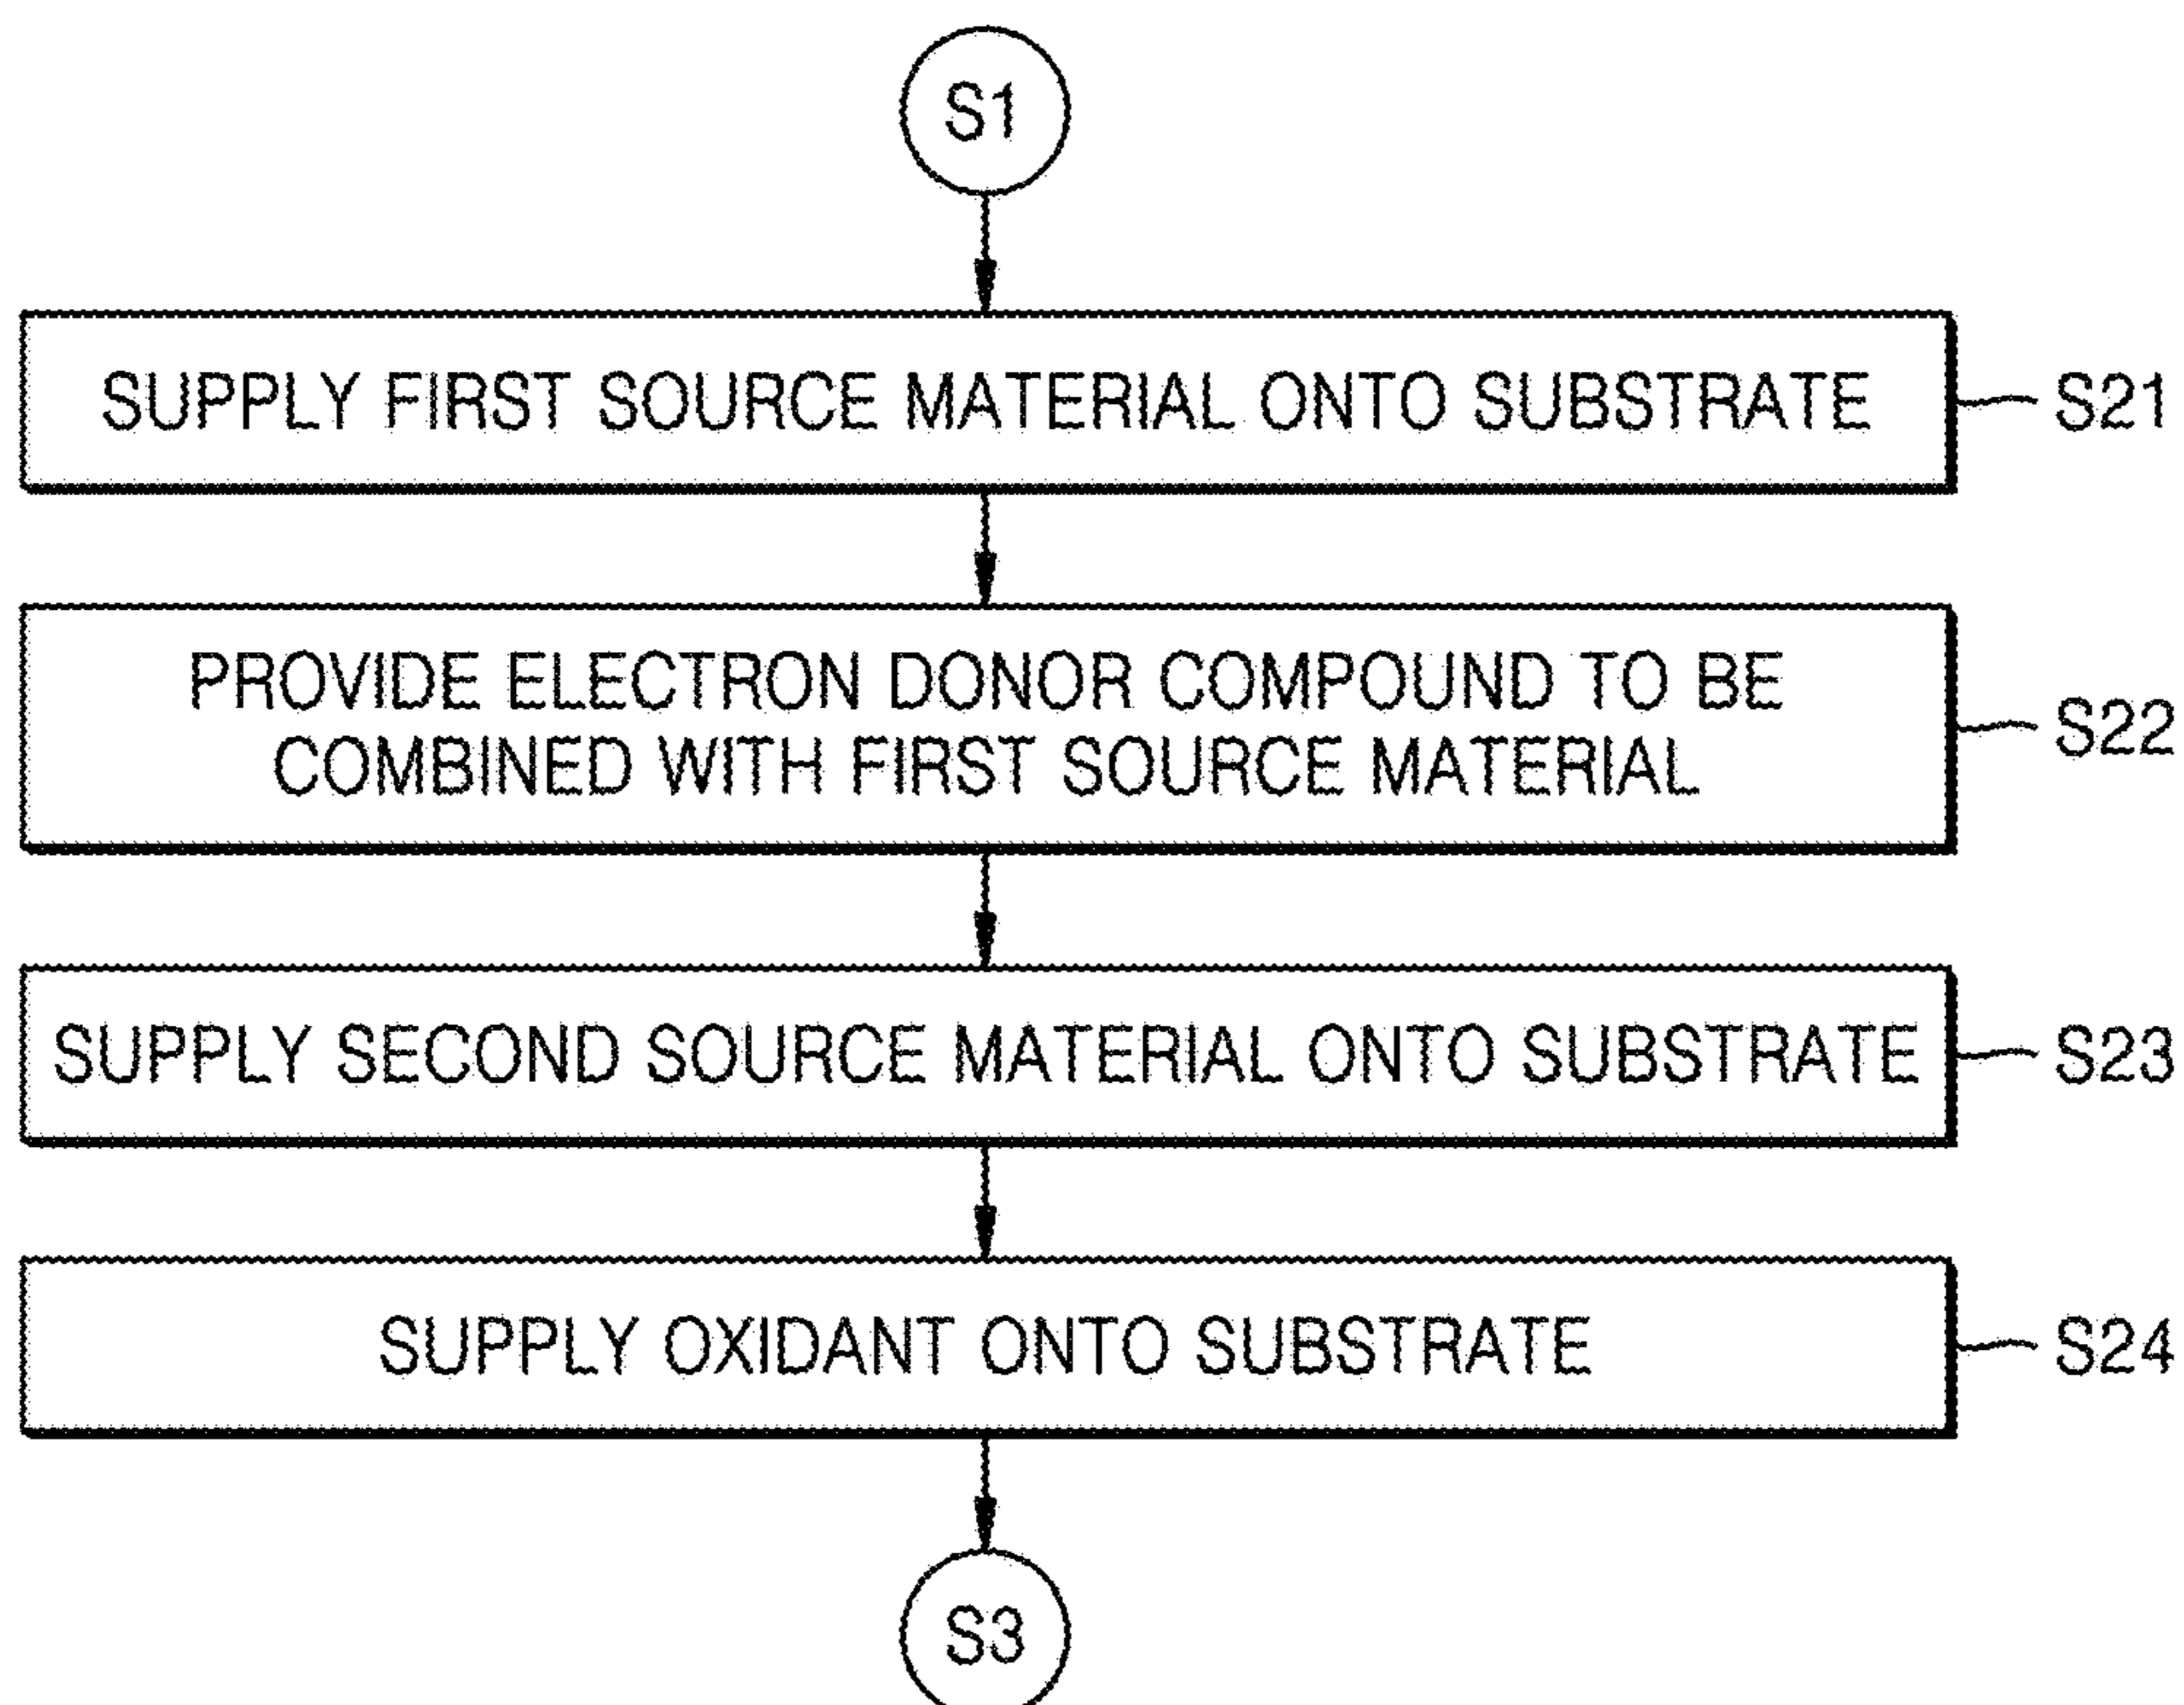 S1
SUPPLY FIRST SOURCE MATERIAL ONTO SUBSTRATE
S21
PROVIDE ELECTRON DONOR COMPOUND TO BE
COMBINED WITH FIRST SOURCE MATERIAL
S22
SUPPLY SECOND SOURCE MATERIAL ONTO SUBSTRATE
S23
SUPPLY OXIDANT ONTO SUBSTRATE
S24
S3